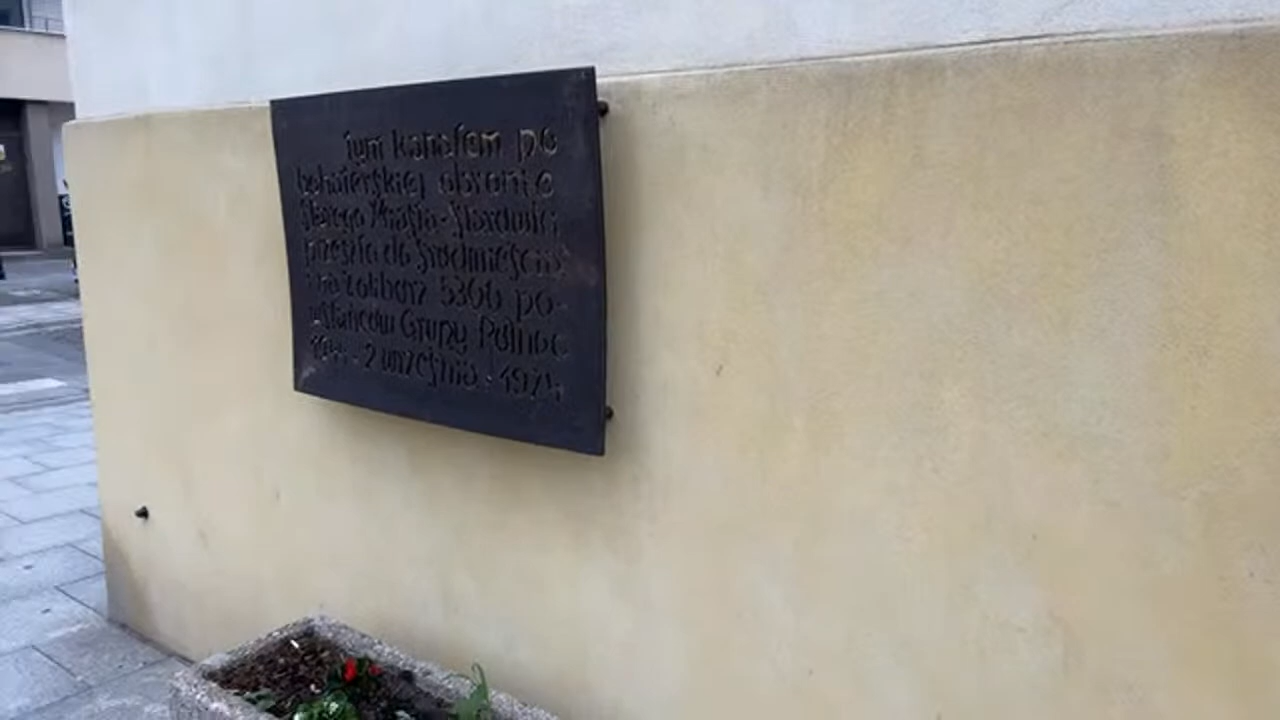 tym kanałem po
bohaterskiej obronie
Starego Miasta-Starówki
przeszło do Śródmieścia
i na Żoliborz 5300 po-
wstańców Grupy Północ
2 września · 1974